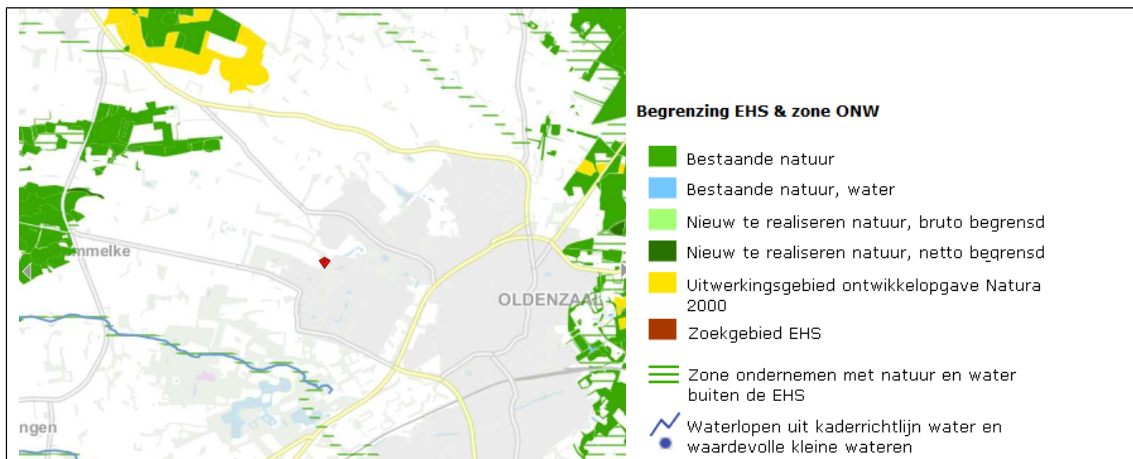 Begrenzing EHS & zone ONW
Bestaande natuur
Bestaande natuur, water
Nieuw te realiseren natuur, bruto begrensd
Nieuw te realiseren natuur, netto begrensd
Uitwerkingsgebied ontwikkelopgave Natura
2000
Zoekgebied EHS
Zone ondernemen met natuur en water
buiten de EHS
Waterlopen uit kaderrichtlijn water en
waardevolle kleine wateren
mmelke
OLDENZAAL
ngen